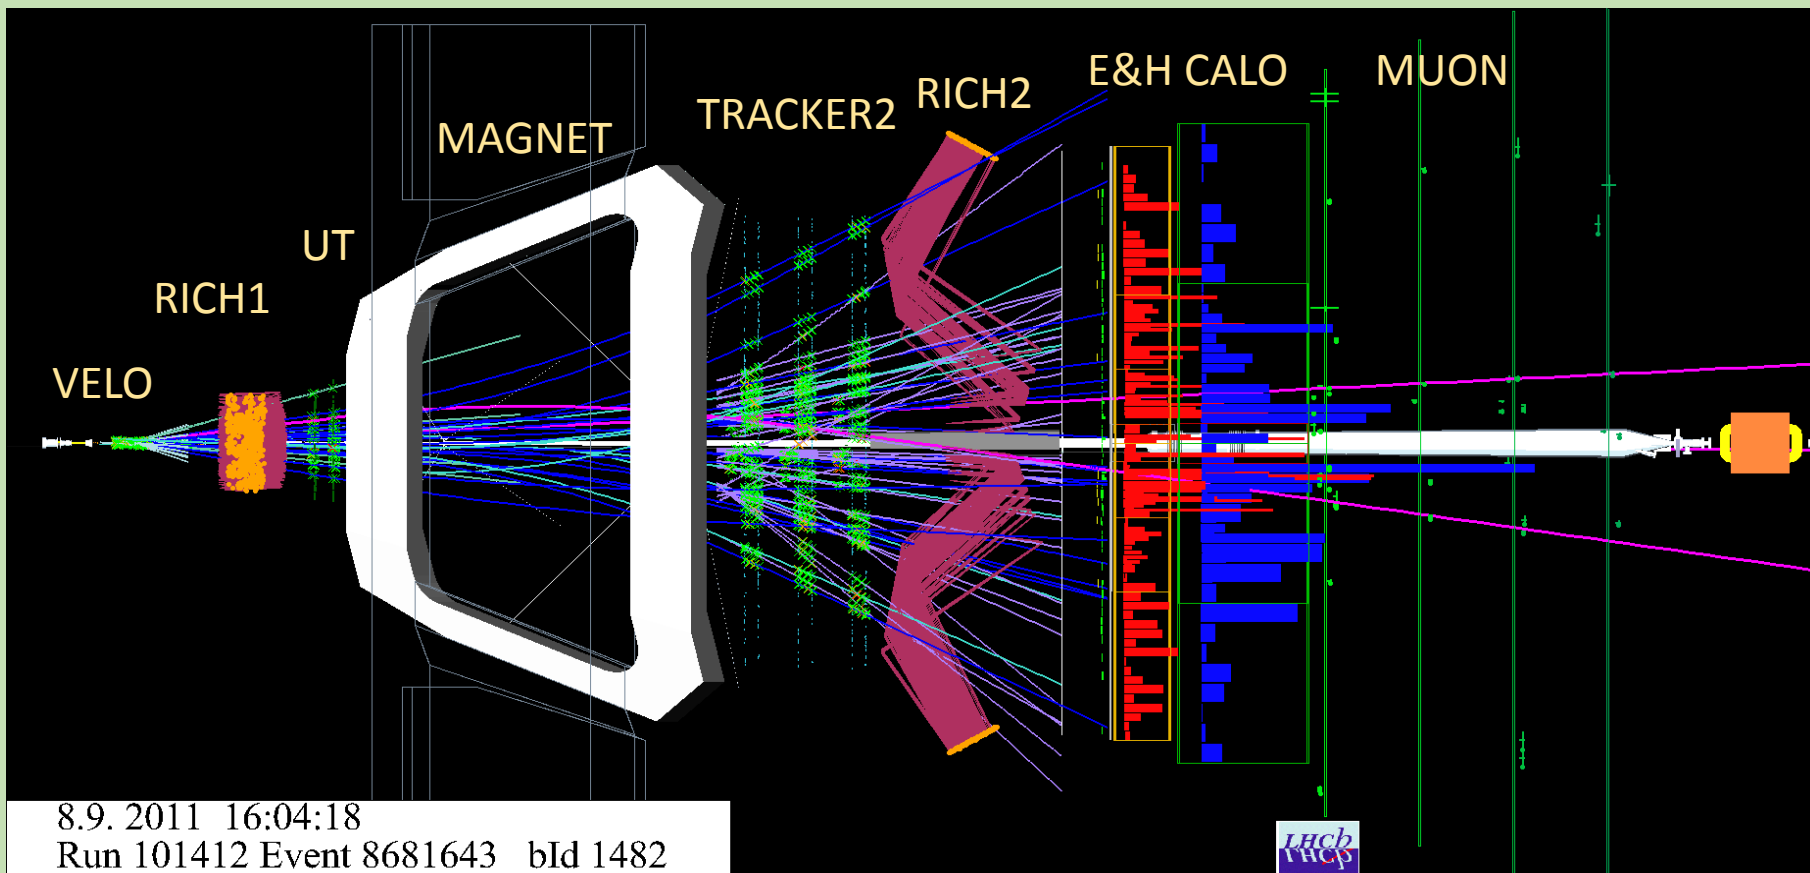 E&H CALO
MUON
RICH2
TRACKER2
MAGNET
UT
RICH1
VELO
8.9. 2011 16:04:18
Run 101412 Event 8681643 bId 1482
LHCb
LHCb